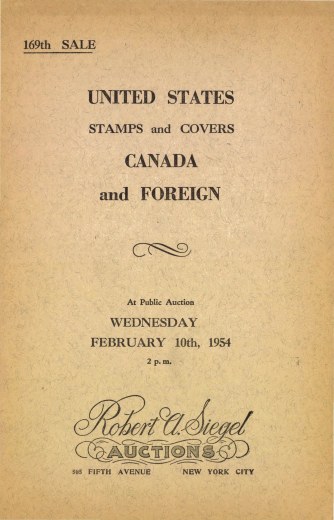 169th SALE
UNITED STATES
STAMPS and COVERS
CANADA
and FOREIGN
At Public Auction
WEDNESDAY
FEBRUARY 10th, 1954
2 p. m.
Robert A. Siegel
AUCTIONS
505 FIFTH AVENUE NEW YORK CITY